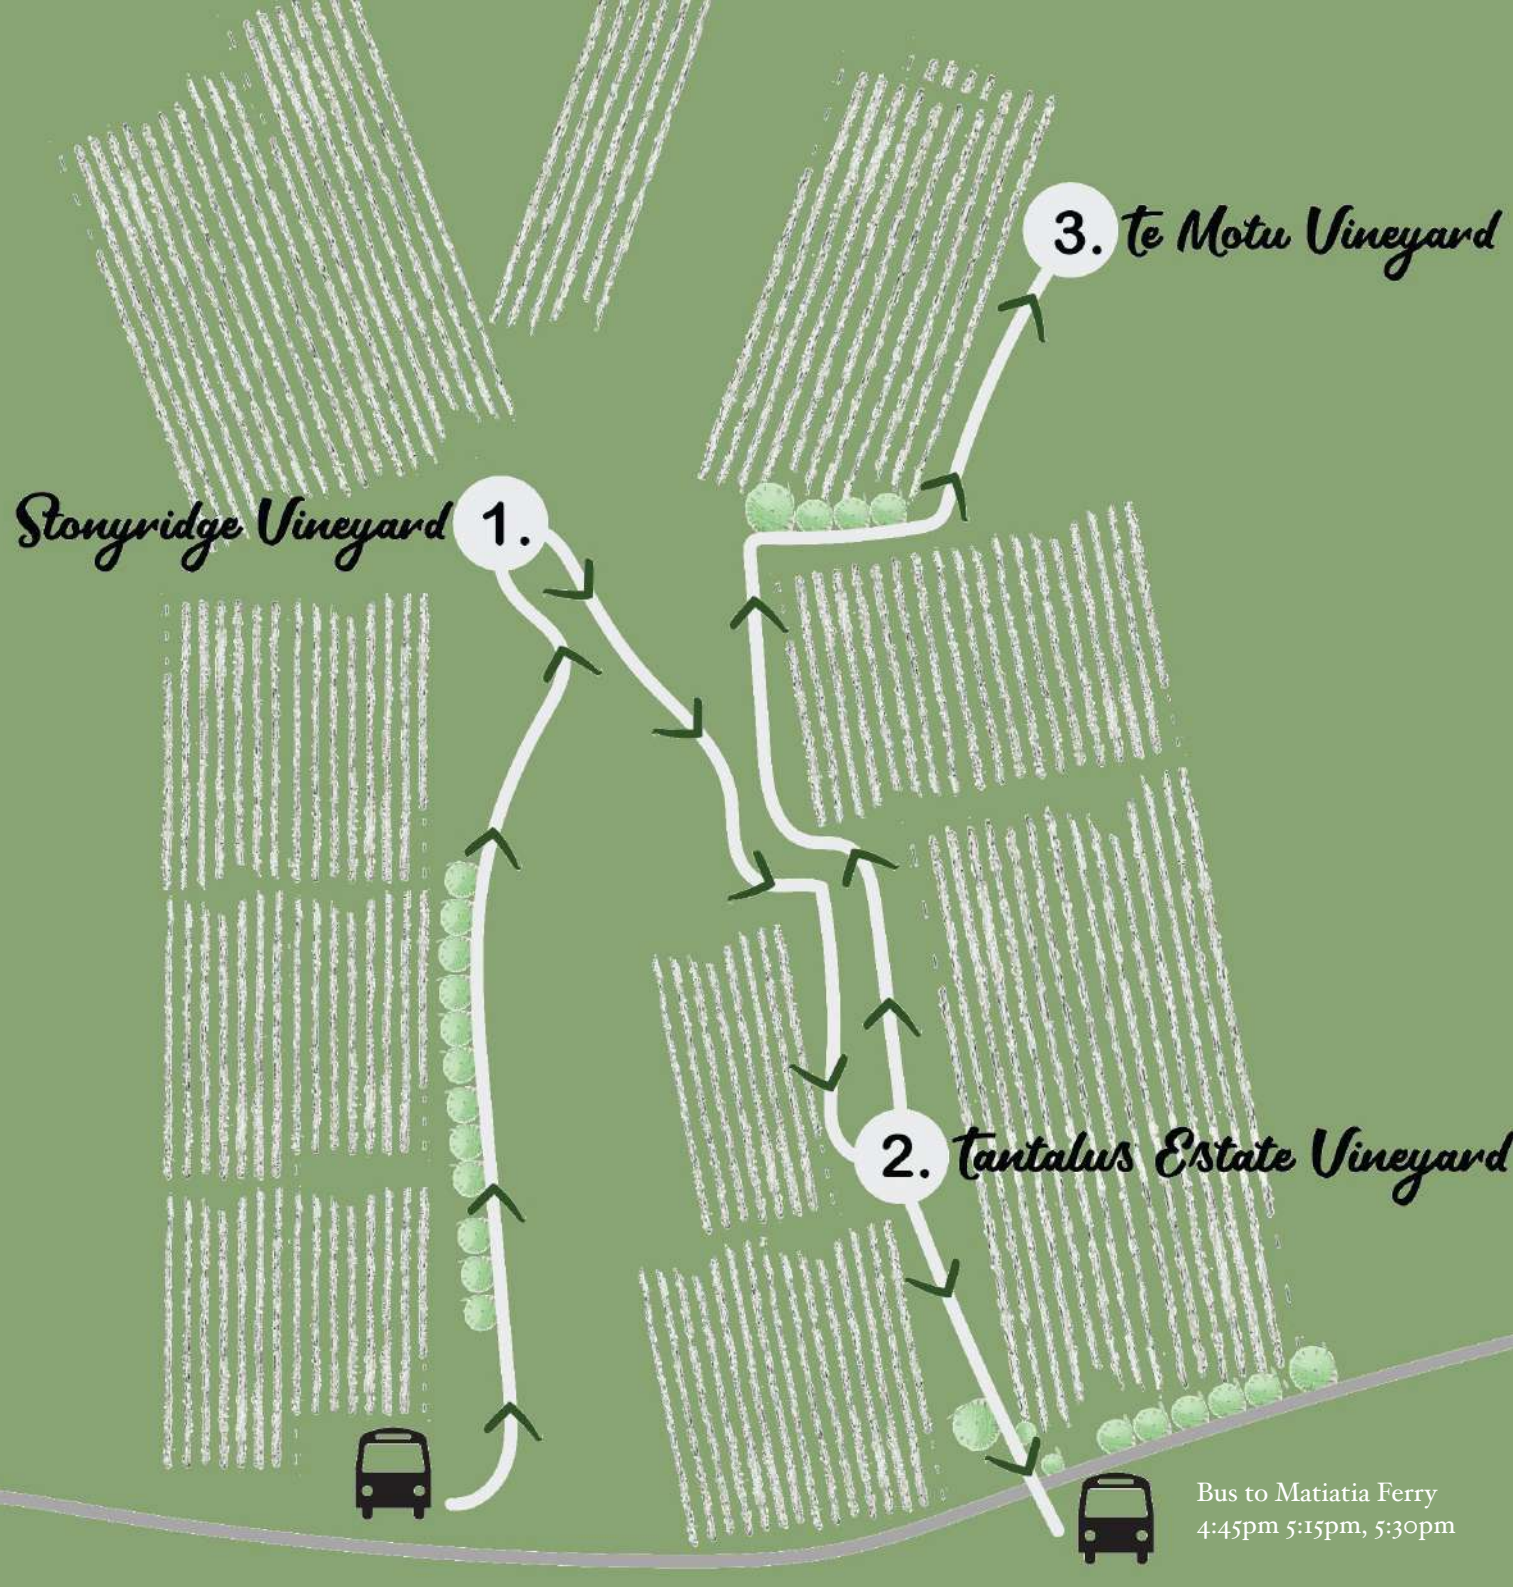 3. Te Motu Vineyard
Stonyridge Vineyard 1.
2. Tantalus Estate Vineyard
Bus to Matiatia Ferry
4:45pm 5:15pm, 5:30pm